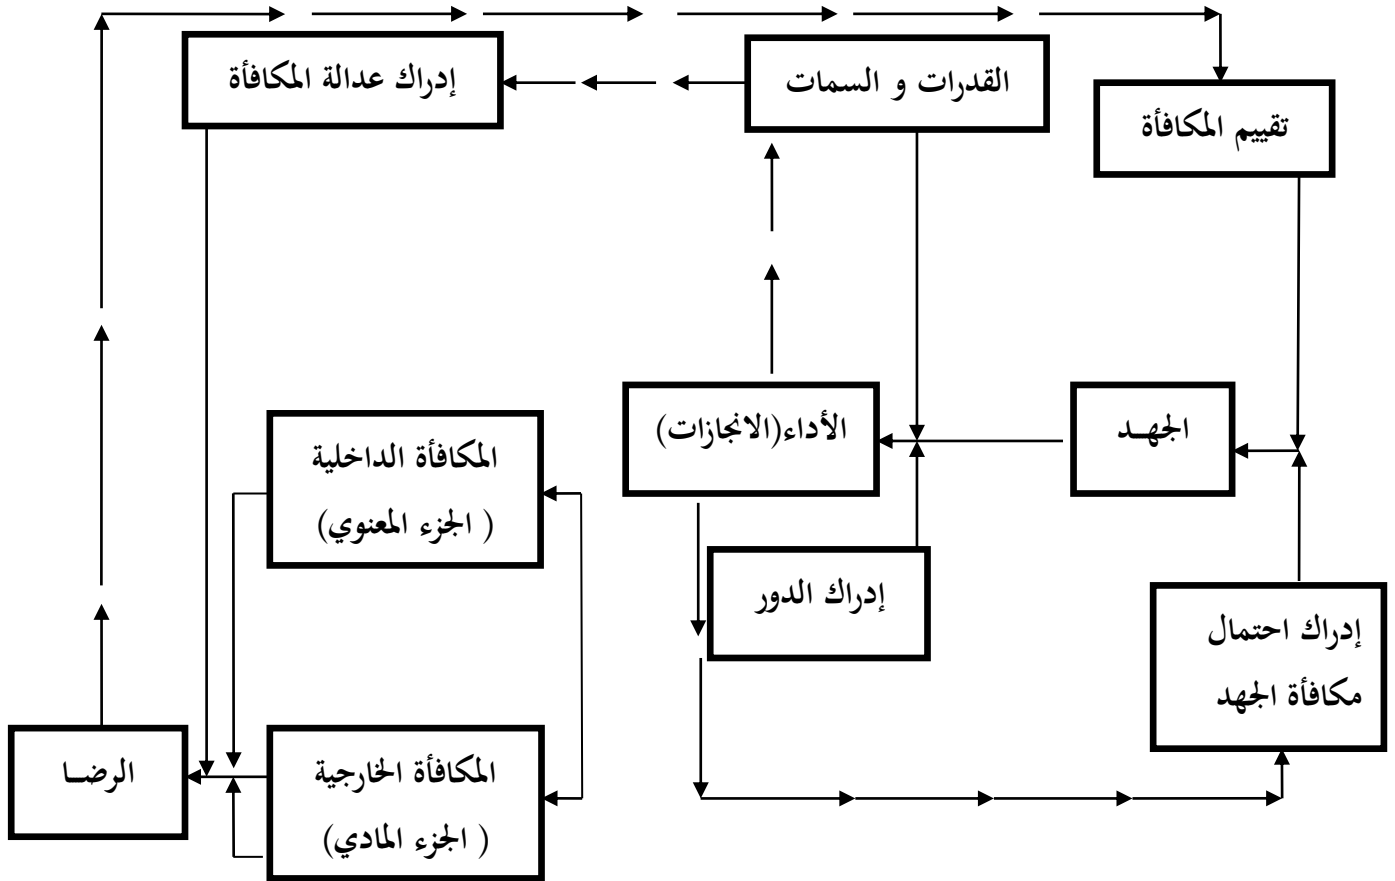 القدرات و السمات
إدراك عدالة المكافأة
تقييم المكافأة
الجهـد
الأداء(الانجازات)
المكافأة الداخلية
( الجزء المعنوي)
إدراك الدور
إدراك احتمال
مكافأة الجهد
المكافأة الخارجية
( الجزء المادي)
الرضـا